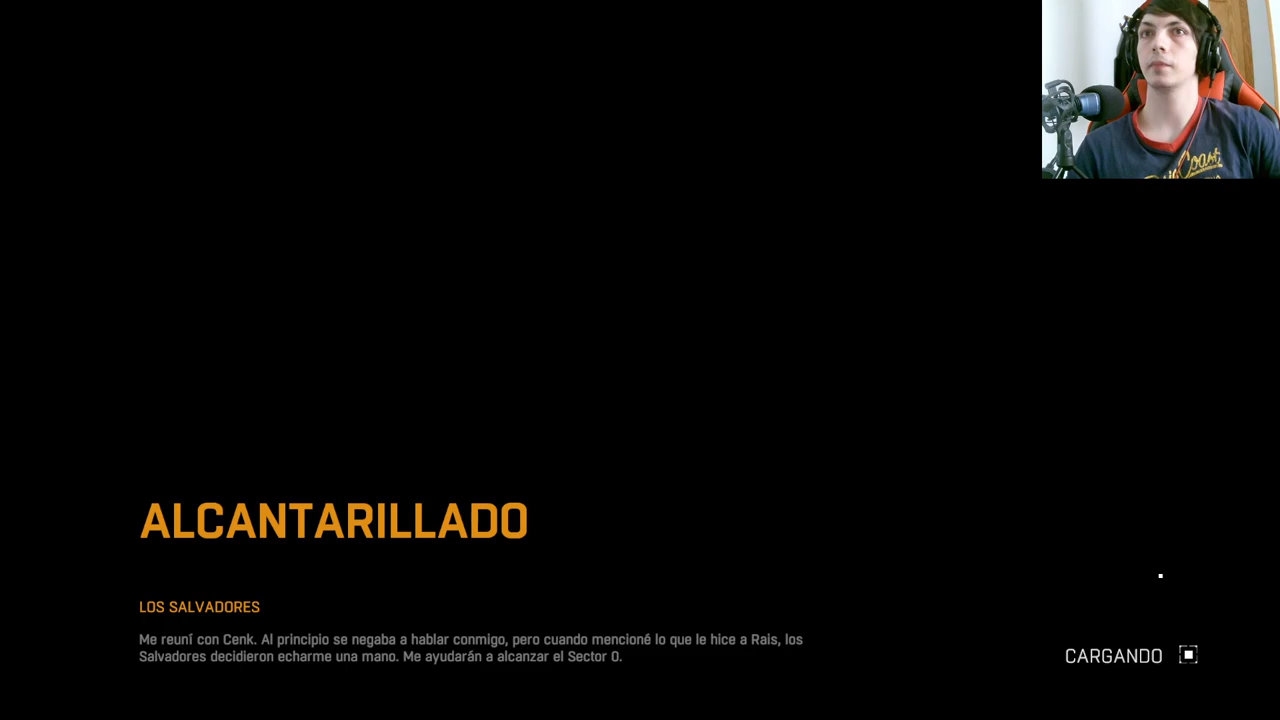 Coast
ALCANTARILLADO
LOS SALVADORES
Me reuní con Cenk. Al principio se negaba a hablar conmigo, pero cuando mencioné lo que le hice a Rais, los
Salvadores decidieron echarme una mano. Me ayudarán a alcanzar el Sector 0.
CARGANDO